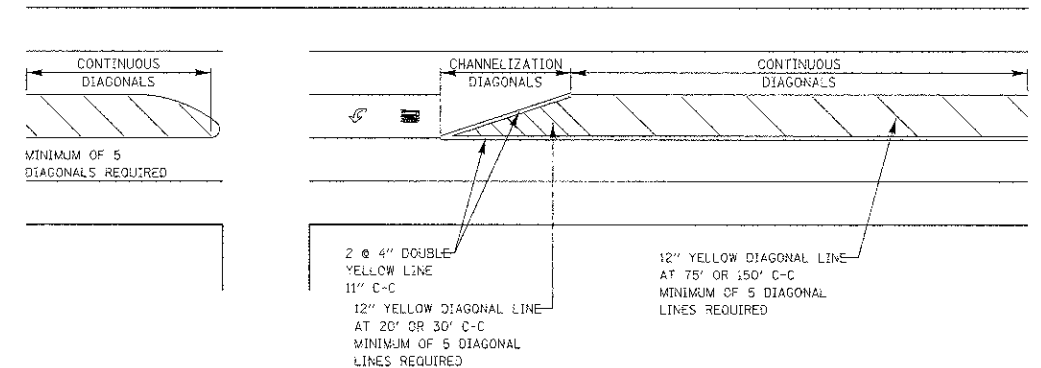 CONTINUOUS
DIAGONALS
CHANNELIZATION
DIAGONALS
CONTINUOUS
DIAGONALS
MINIMUM OF 5
DIAGONALS REQUIRED
2 @ 4" DOUBLE
YELLOW LINE
11" C-C
12" YELLOW DIAGONAL LINE
AT 20' OR 30' C-C
MINIMUM OF 5 DIAGONAL
LINES REQUIRED
12" YELLOW DIAGONAL LINE
AT 75' OR 150' C-C
MINIMUM OF 5 DIAGONAL
LINES REQUIRED